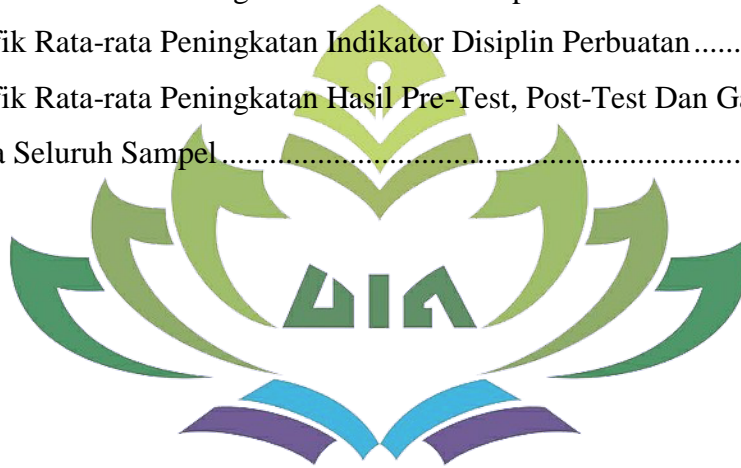 fik Rata-rata Peningkatan Indikator Disiplin Perbuatan.......
fik Rata-rata Peningkatan Hasil Pre-Test, Post-Test Dan Ga
a Seluruh Sampel...............................................................
UIN